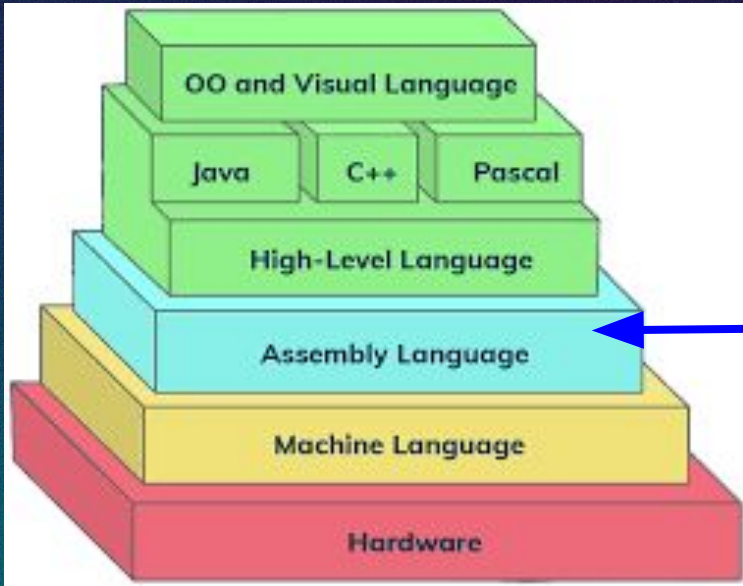 OO and Visual Language
Java C++ Pascal
High-Level Language
Assembly Language
Machine Language
Hardware